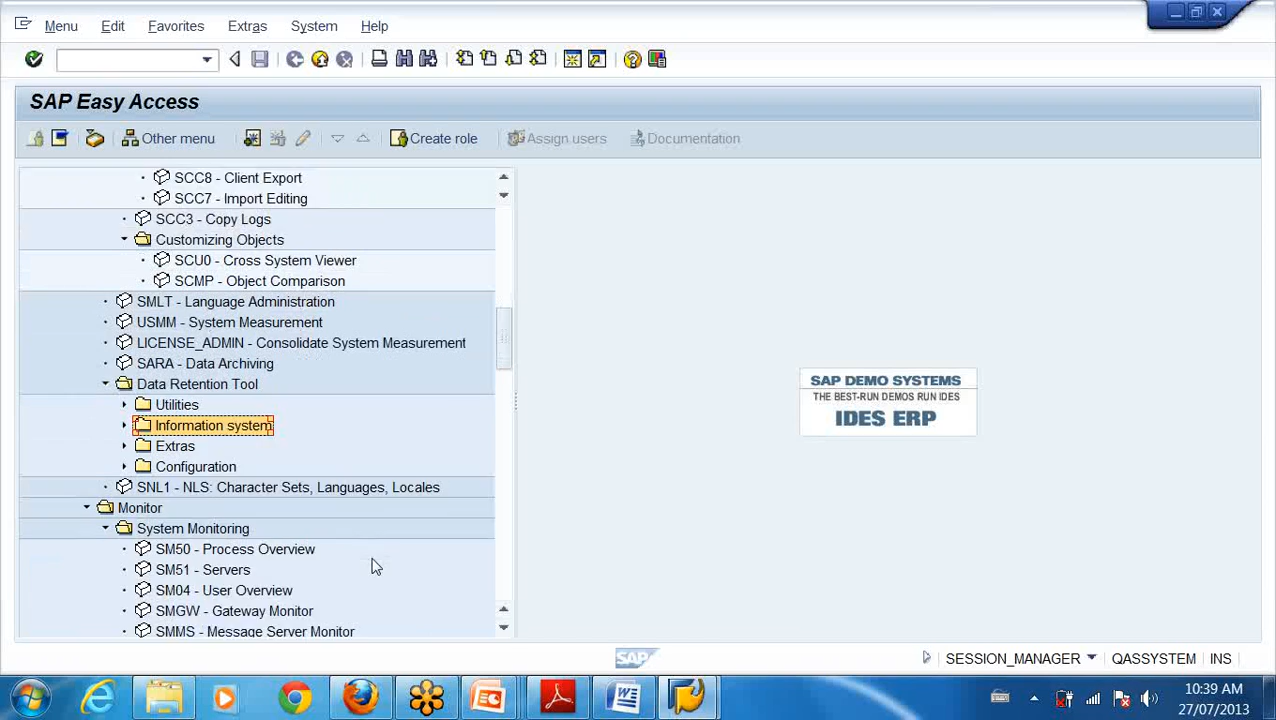 Menu Edit Favorites Extras System Help
SAP Easy Access
Other menu Create role Assign users Documentation
SCC8 - Client Export
SCC7 - Import Editing
SCC3 - Copy Logs
Customizing Objects
SCU0 - Cross System Viewer
SCMP - Object Comparison
SMLT - Language Administration
USMM - System Measurement
LICENSE_ADMIN - Consolidate System Measurement
SARA - Data Archiving
Data Retention Tool
Utilities
Information system
Extras
Configuration
SNL1 - NLS: Character Sets, Languages, Locales
Monitor
System Monitoring
SM50 - Process Overview
SM51 - Servers
SM04 - User Overview
SMGW - Gateway Monitor
SMMS - Message Server Monitor
SAP DEMO SYSTEMS
THE BEST-RUN DEMOS RUN IDES
IDES ERP
SAP
SESSION_MANAGER QASSYSTEM INS
10:39 AM
27/07/2013